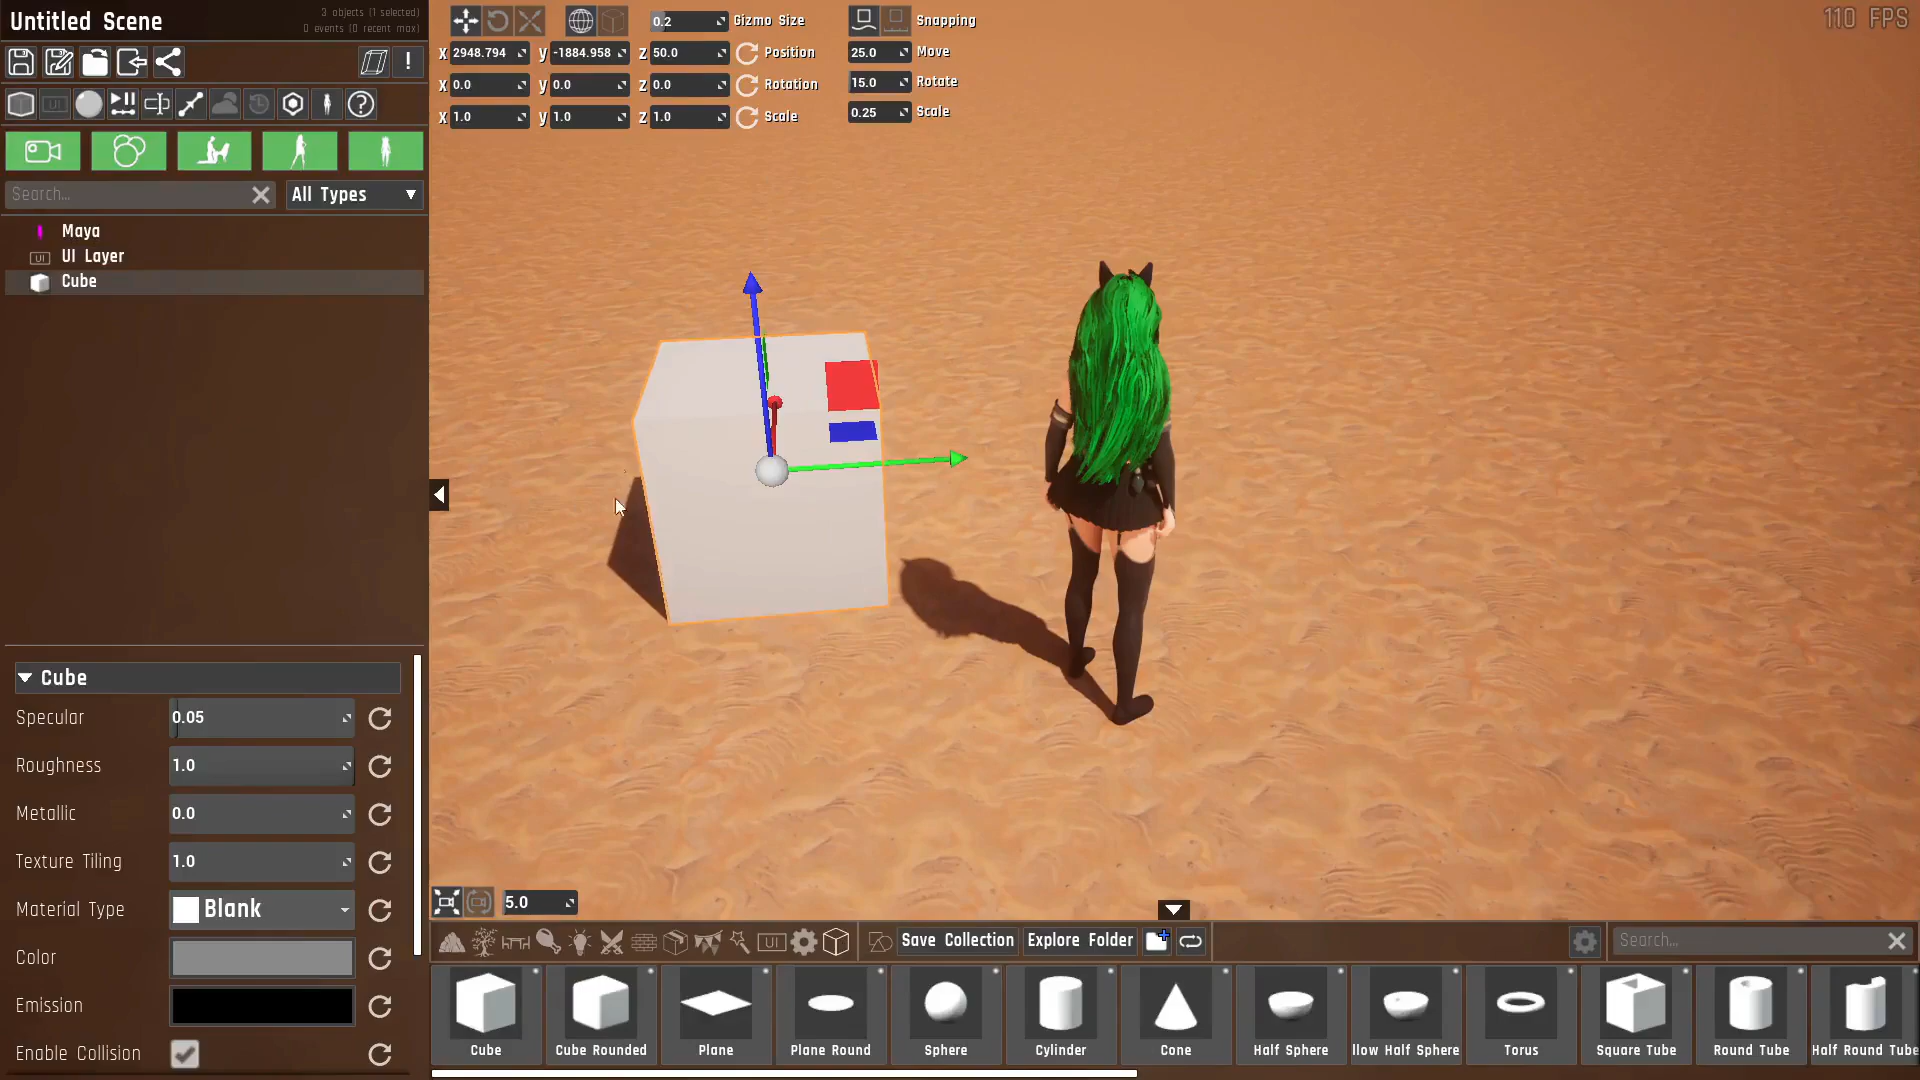 Untitled Scene
3 objects (1 selected)
0 events (0 recent max)
Search...
All Types
Maya
UI
UI Layer
Cube
Cube
Specular
0.05
Roughness
1.0
Metallic
0.0
Texture Tiling
1.0
Material Type
Blank
Color
Emission
Enable Collision
0.2
Gizmo Size
Snapping
X 2948.794 y -1884.958 z 50.0 Position
25.0 Move
X 0.0 y 0.0 z 0.0 Rotation
15.0 Rotate
X 1.0 y 1.0 z 1.0 Scale
0.25 Scale
110 FPS
5.0
UI
Save Collection
Explore Folder
Search...
Cube
Cube Rounded
Plane
Plane Round
Sphere
Cylinder
Cone
Half Sphere
llow Half Sphere
Torus
Square Tube
Round Tube
Half Round Tube